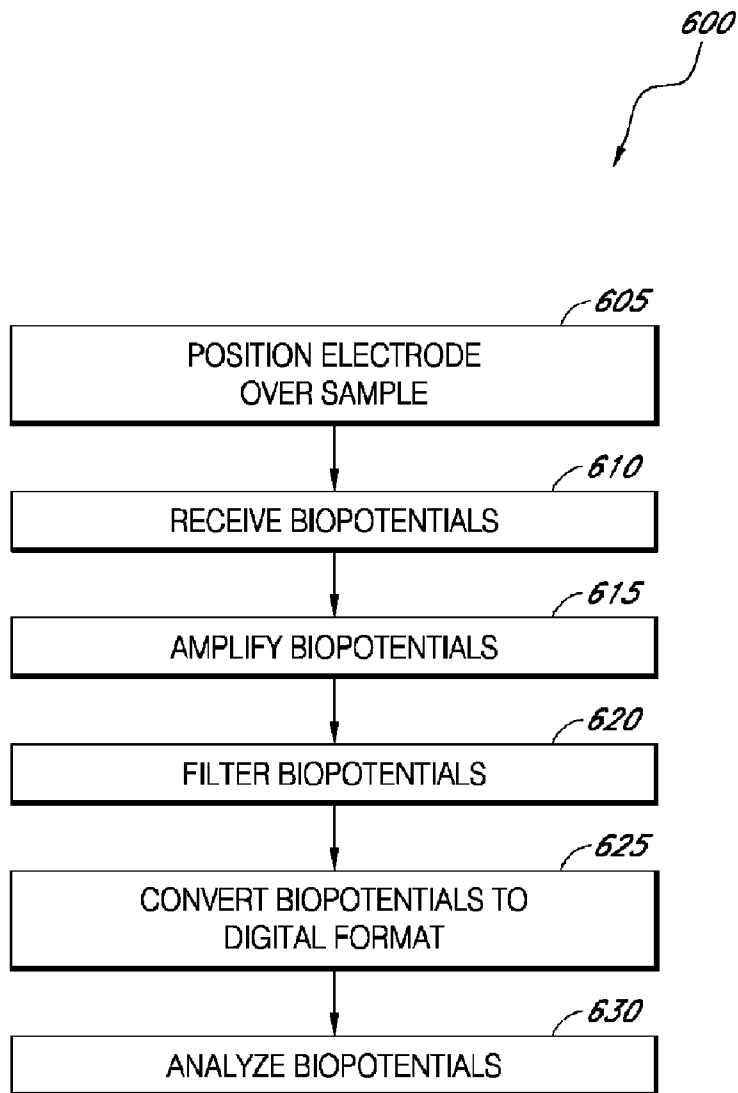 600
605
POSITION ELECTRODE
OVER SAMPLE
610
RECEIVE BIOPOTENTIALS
615
AMPLIFY BIOPOTENTIALS
620
FILTER BIOPOTENTIALS
625
CONVERT BIOPOTENTIALS TO
DIGITAL FORMAT
630
ANALYZE BIOPOTENTIALS